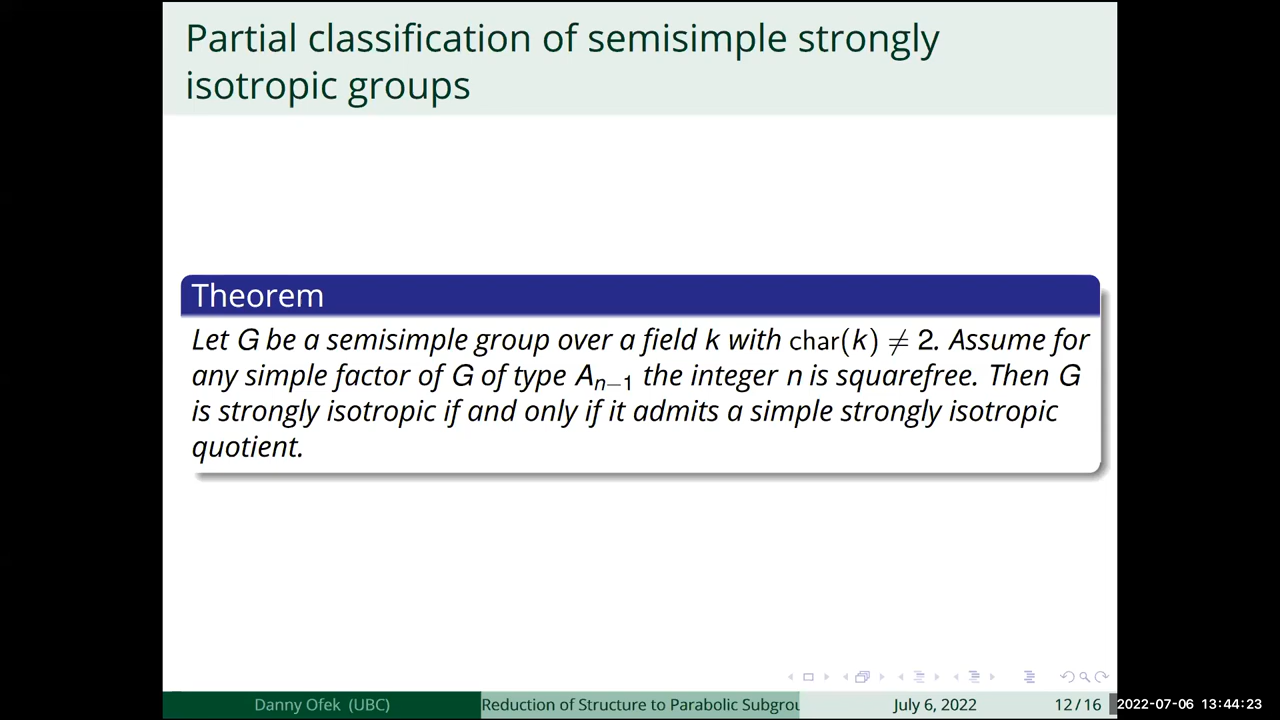 Partial classification of semisimple strongly
isotropic groups
Theorem
Let G be a semisimple group over a field k with char(k) ≠ 2. Assume for
any simple factor of G of type Aₙ₋₁ the integer n is squarefree. Then G
is strongly isotropic if and only if it admits a simple strongly isotropic
quotient.
Danny Ofek (UBC) Reduction of Structure to Parabolic Subgrou July 6, 2022 12 / 16 2022-07-06 13:44:23